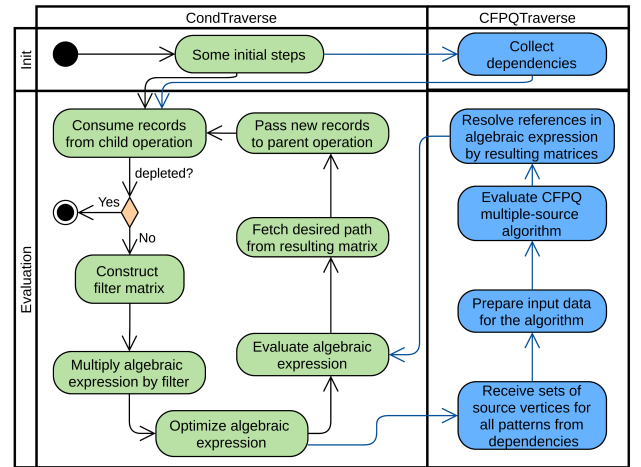 CondTraverse
CFPQTraverse
Init
Some initial steps
Collect
dependencies
Evaluation
Consume records
from child operation
Pass new records
to parent operation
Resolve references in
algebraic expression
by resulting matrices
depleted?
Yes
No
Evaluate CFPQ
multiple-source
algorithm
Fetch desired path
from resulting matrix
Construct
filter matrix
Prepare input data
for the algorithm
Evaluate algebraic
expression
Multiply algebraic
expression by filter
Receive sets of
source vertices for
all patterns from
dependencies
Optimize algebraic
expression